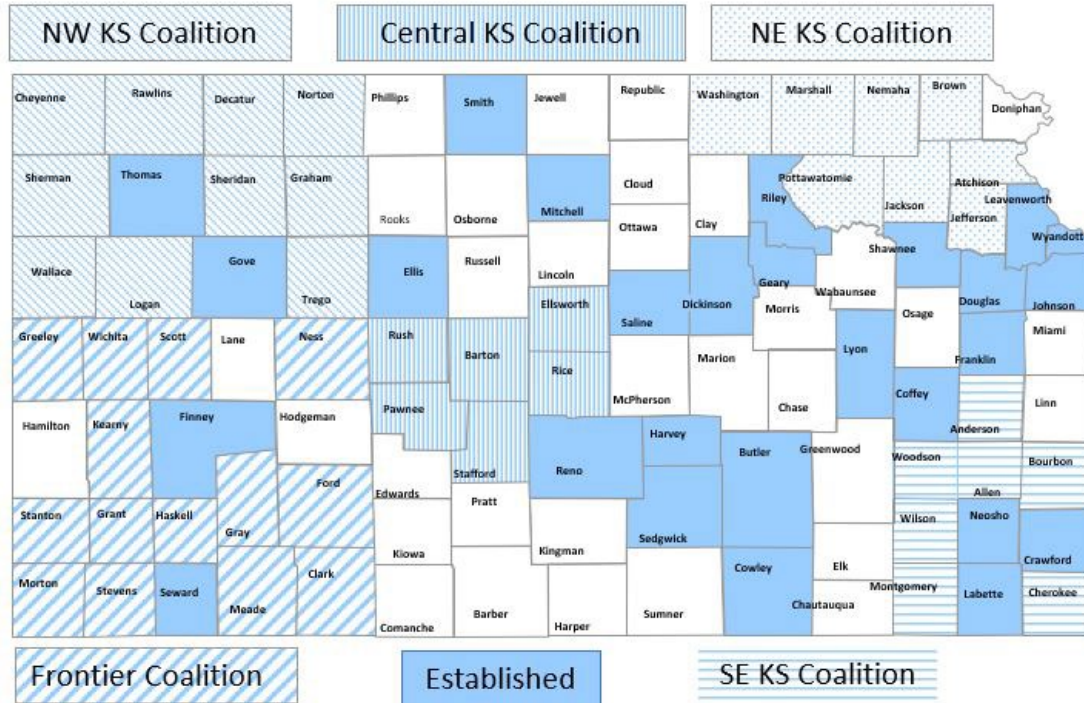 NW KS Coalition
Central KS Coalition
NE KS Coalition
Cheyenne
Rawlins
Decatur
Norton
Phillips
Smith
Jewell
Republic
Washington
Marshall
Nemaha
Brown
Doniphan
Sherman
Thomas
Sheridan
Graham
Rooks
Osborne
Mitchell
Cloud
Clay
Riley
Pottawatomie
Jackson
Atchison
Jefferson
Leavenworth
Wyandott
Wallace
Logan
Gove
Trego
Ellis
Russell
Lincoln
Ottawa
Saline
Dickinson
Geary
Morris
Wabaunsee
Shawnee
Osage
Douglas
Johnson
Greeley
Wichita
Scott
Lane
Ness
Rush
Barton
Ellsworth
Rice
McPherson
Marion
Chase
Lyon
Coffey
Franklin
Miami
Hamilton
Kearny
Finney
Hodgeman
Pawnee
Stafford
Reno
Harvey
Butler
Greenwood
Woodson
Anderson
Linn
Allen
Bourbon
Stanton
Grant
Haskell
Gray
Ford
Edwards
Pratt
Kiowa
Kingman
Sedgwick
Elk
Wilson
Neosho
Crawford
Morton
Stevens
Seward
Meade
Clark
Comanche
Barber
Harper
Sumner
Cowley
Chautauqua
Montgomery
Labette
Cherokee
Frontier Coalition
Established
SE KS Coalition